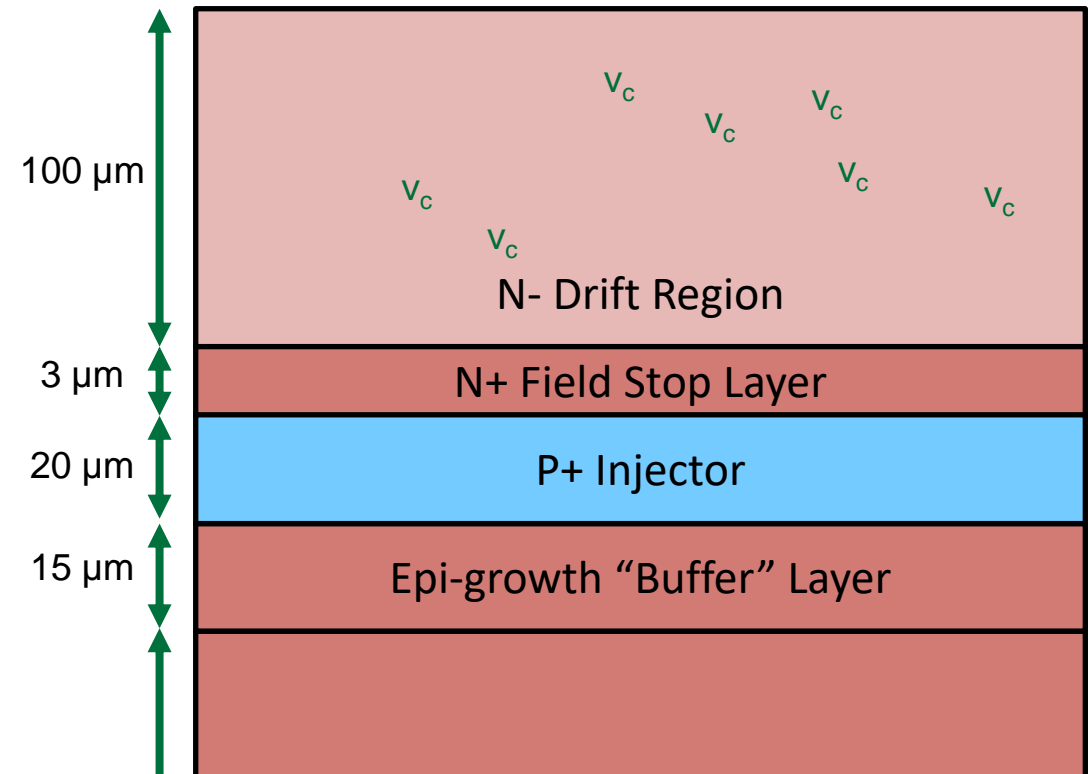 V_c
V_c
V_c
100 µm
V_c
V_c
V_c
V_c
N- Drift Region
3 µm
N+ Field Stop Layer
20 µm
P+ Injector
15 µm
Epi-growth “Buffer” Layer